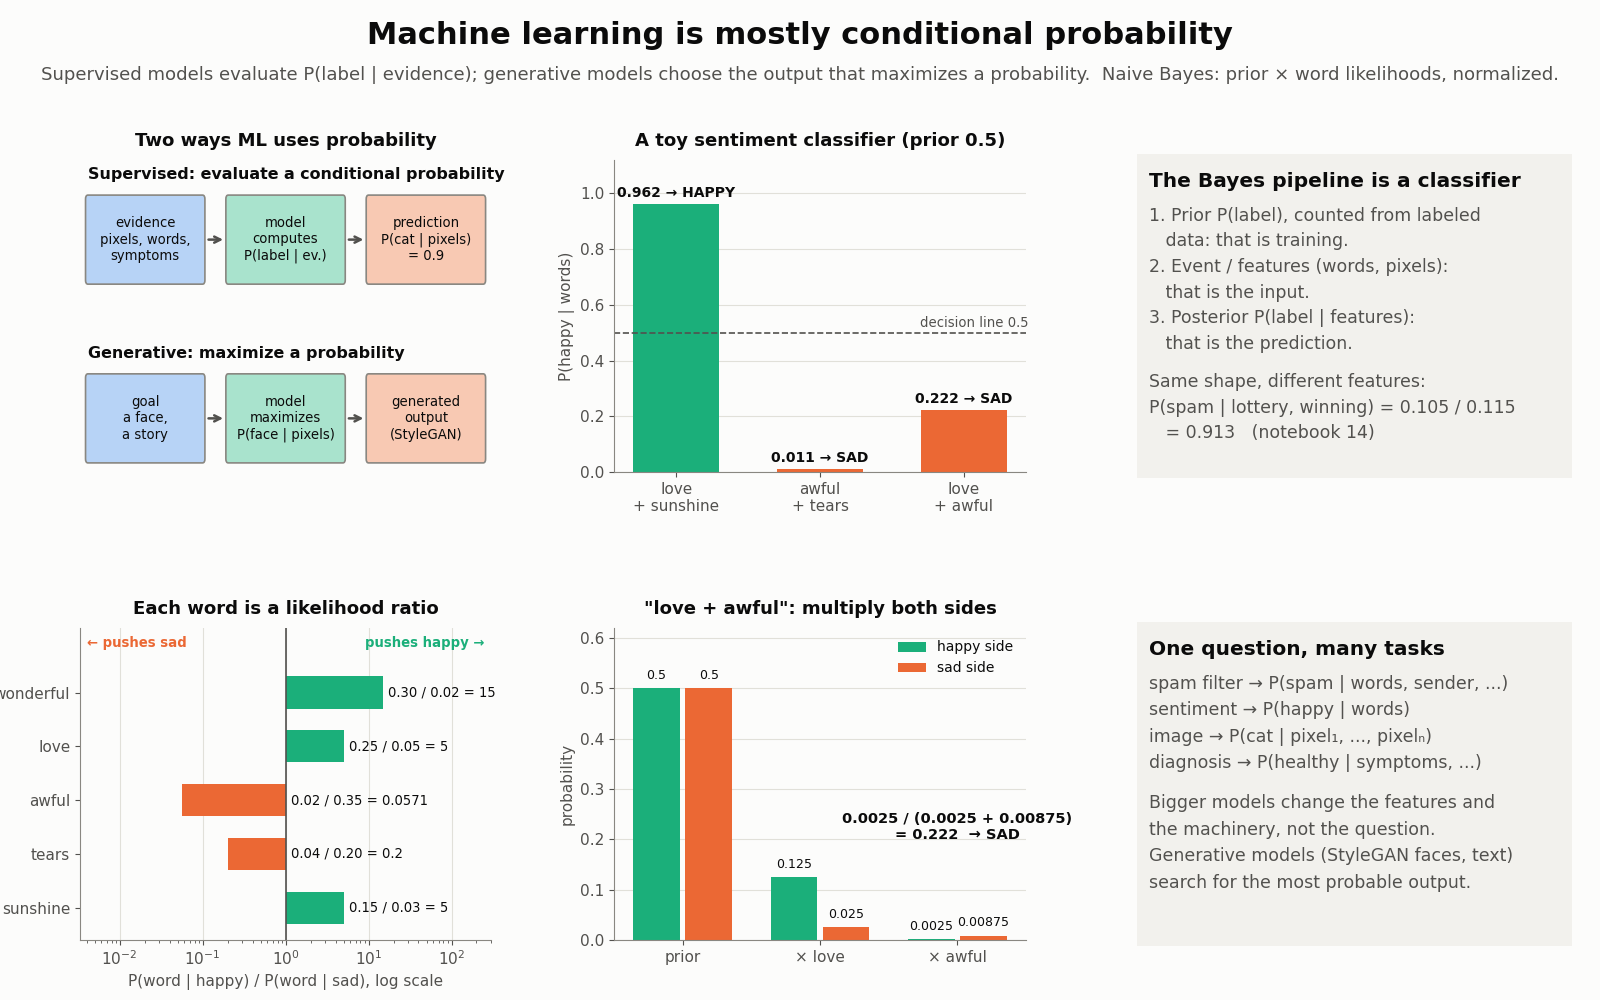 Machine learning is mostly conditional probability
Supervised models evaluate P(label | evidence); generative models choose the output that maximizes a probability.  Naive Bayes: prior × word likelihoods, normalized.
Two ways ML uses probability
Supervised: evaluate a conditional probability
evidence
pixels, words,
symptoms
model
computes
P(label | ev.)
prediction
P(cat | pixels)
= 0.9
Generative: maximize a probability
goal
a face,
a story
model
maximizes
P(face | pixels)
generated
output
(StyleGAN)
A toy sentiment classifier (prior 0.5)
P(happy | words)
1.0
0.8
0.6
0.4
0.2
0.0
0.962 → HAPPY
decision line 0.5
0.011 → SAD
0.222 → SAD
love
+ sunshine
awful
+ tears
love
+ awful
The Bayes pipeline is a classifier
1. Prior P(label), counted from labeled
data: that is training.
2. Event / features (words, pixels):
that is the input.
3. Posterior P(label | features):
that is the prediction.
Same shape, different features:
P(spam | lottery, winning) = 0.105 / 0.115
= 0.913   (notebook 14)
Each word is a likelihood ratio
← pushes sad
pushes happy →
wonderful
0.30 / 0.02 = 15
love
0.25 / 0.05 = 5
awful
0.02 / 0.35 = 0.0571
tears
0.04 / 0.20 = 0.2
sunshine
0.15 / 0.03 = 5
10⁻² 10⁻¹ 10⁰ 10¹ 10²
P(word | happy) / P(word | sad), log scale
"love + awful": multiply both sides
probability
0.6
0.5
0.4
0.3
0.2
0.1
0.0
happy side
sad side
0.5
0.5
0.125
0.025
0.0025
0.00875
0.0025 / (0.0025 + 0.00875)
= 0.222  → SAD
prior
× love
× awful
One question, many tasks
spam filter → P(spam | words, sender, ...)
sentiment → P(happy | words)
image → P(cat | pixel₁, ..., pixelₙ)
diagnosis → P(healthy | symptoms, ...)
Bigger models change the features and
the machinery, not the question.
Generative models (StyleGAN faces, text)
search for the most probable output.